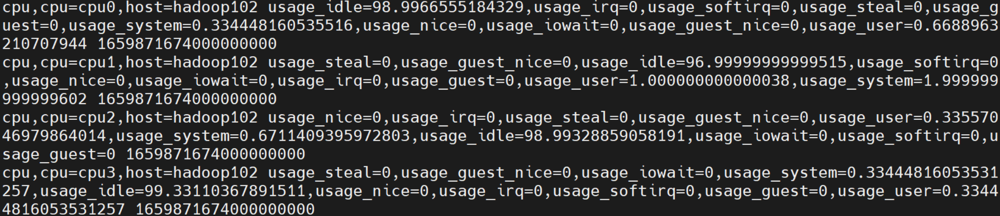 cpu,cpu=cpu0,host=hadoop102 usage_idle=98.9966555184329,usage_irq=0,usage_softirq=0,usage_steal=0,usage_g
uest=0,usage_system=0.334448160535516,usage_nice=0,usage_iowait=0,usage_guest_nice=0,usage_user=0.6688963
210707944 1659871674000000000
cpu,cpu=cpu1,host=hadoop102 usage_steal=0,usage_guest_nice=0,usage_idle=96.99999999999515,usage_softirq=0
,usage_nice=0,usage_iowait=0,usage_irq=0,usage_guest=0,usage_user=1.000000000000038,usage_system=1.999999
999999602 1659871674000000000
cpu,cpu=cpu2,host=hadoop102 usage_nice=0,usage_irq=0,usage_steal=0,usage_guest_nice=0,usage_user=0.335570
46979864014,usage_system=0.6711409395972803,usage_idle=98.99328859058191,usage_iowait=0,usage_softirq=0,u
sage_guest=0 1659871674000000000
cpu,cpu=cpu3,host=hadoop102 usage_steal=0,usage_guest_nice=0,usage_iowait=0,usage_system=0.33444816053531
257,usage_idle=99.33110367891511,usage_nice=0,usage_irq=0,usage_softirq=0,usage_guest=0,usage_user=0.3344
4816053531257 1659871674000000000